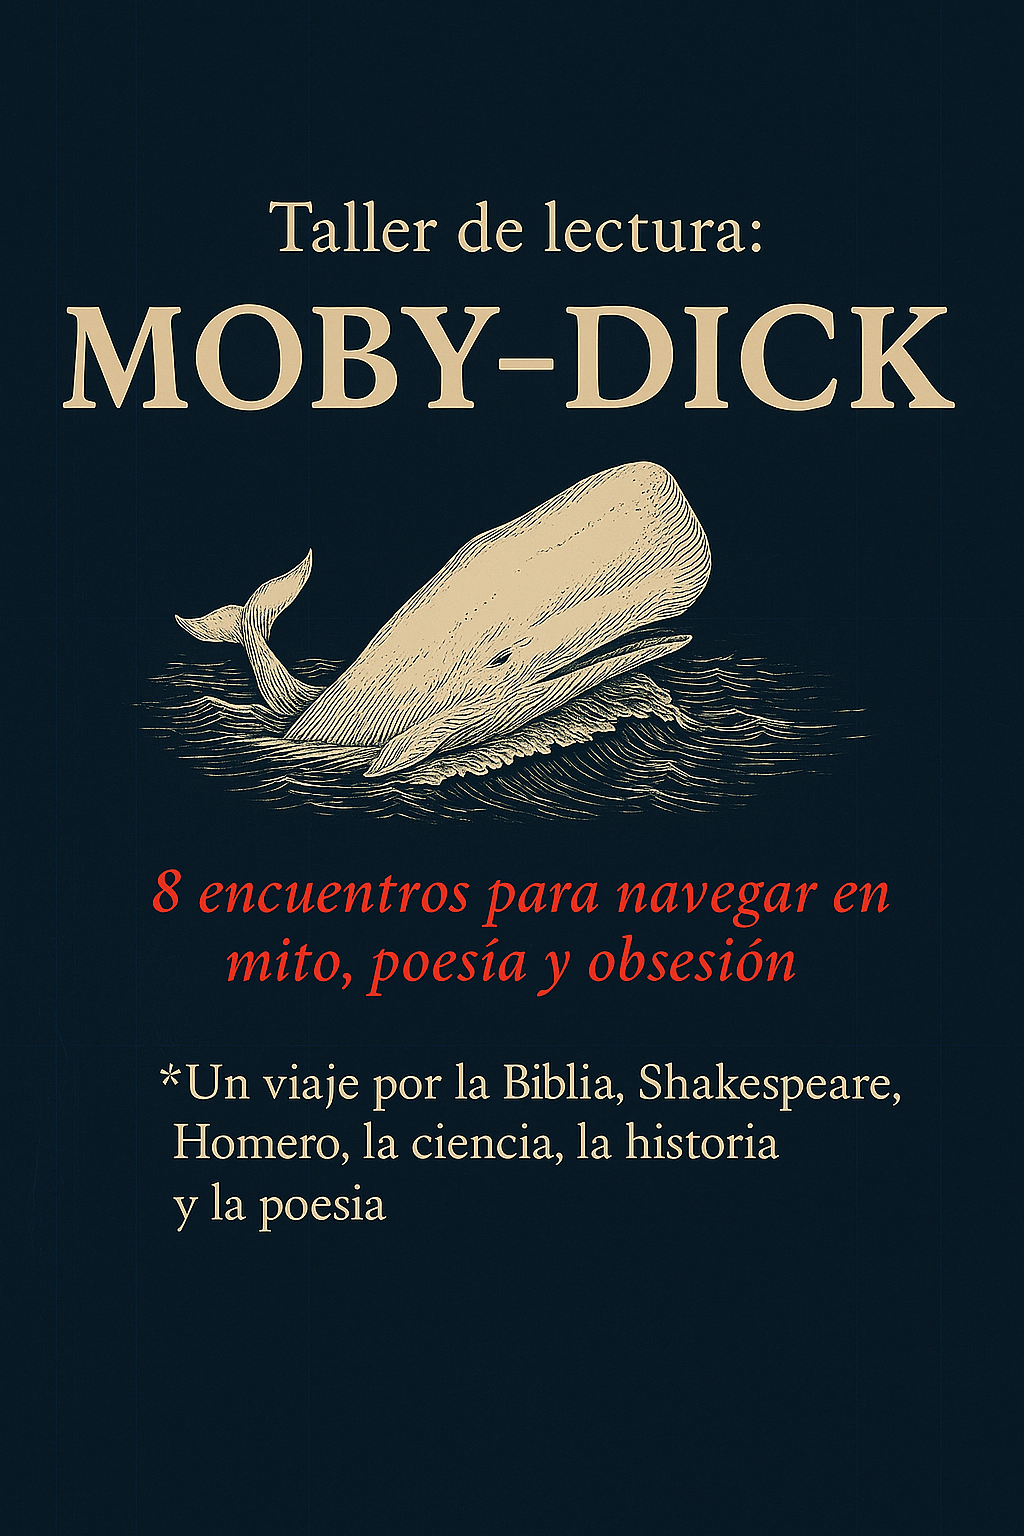 Taller de lectura:
MOBY–DICK
8 encuentros para navegar en
mito, poesía y obsesión
*Un viaje por la Biblia, Shakespeare,
Homero, la ciencia, la historia
y la poesia